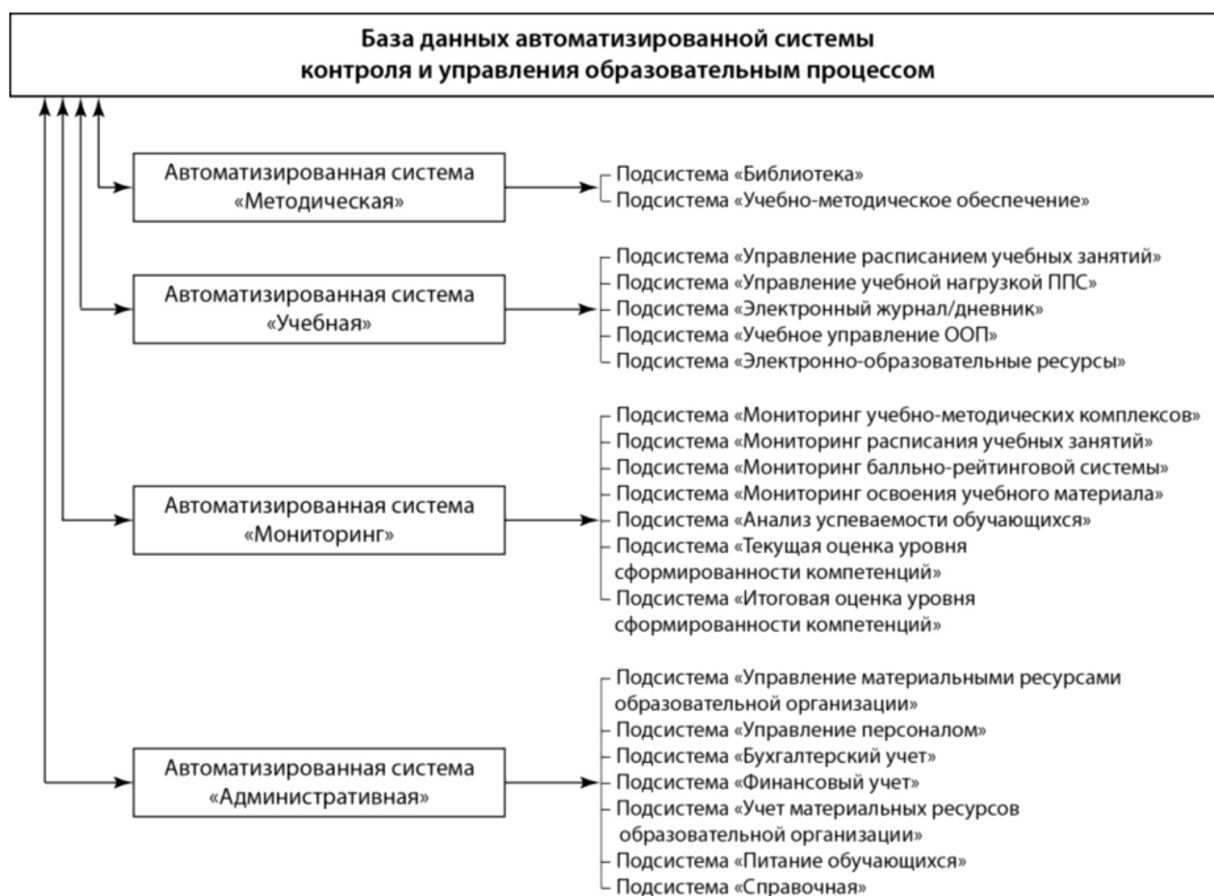 База данных автоматизированной системы
контроля и управления образовательным процессом
Автоматизированная система
«Методическая»
Подсистема «Библиотека»
Подсистема «Учебно-методическое обеспечение»
Автоматизированная система
«Учебная»
Подсистема «Управление расписанием учебных занятий»
Подсистема «Управление учебной нагрузкой ППС»
Подсистема «Электронный журнал/дневник»
Подсистема «Учебное управление ООП»
Подсистема «Электронно-образовательные ресурсы»
Автоматизированная система
«Мониторинг»
Подсистема «Мониторинг учебно-методических комплексов»
Подсистема «Мониторинг расписания учебных занятий»
Подсистема «Мониторинг балльно-рейтинговой системы»
Подсистема «Мониторинг освоения учебного материала»
Подсистема «Анализ успеваемости обучающихся»
Подсистема «Текущая оценка уровня
сформированности компетенций»
Подсистема «Итоговая оценка уровня
сформированности компетенций»
Автоматизированная система
«Административная»
Подсистема «Управление материальными ресурсами
образовательной организации»
Подсистема «Управление персоналом»
Подсистема «Бухгалтерский учет»
Подсистема «Финансовый учет»
Подсистема «Учет материальных ресурсов
образовательной организации»
Подсистема «Питание обучающихся»
Подсистема «Справочная»